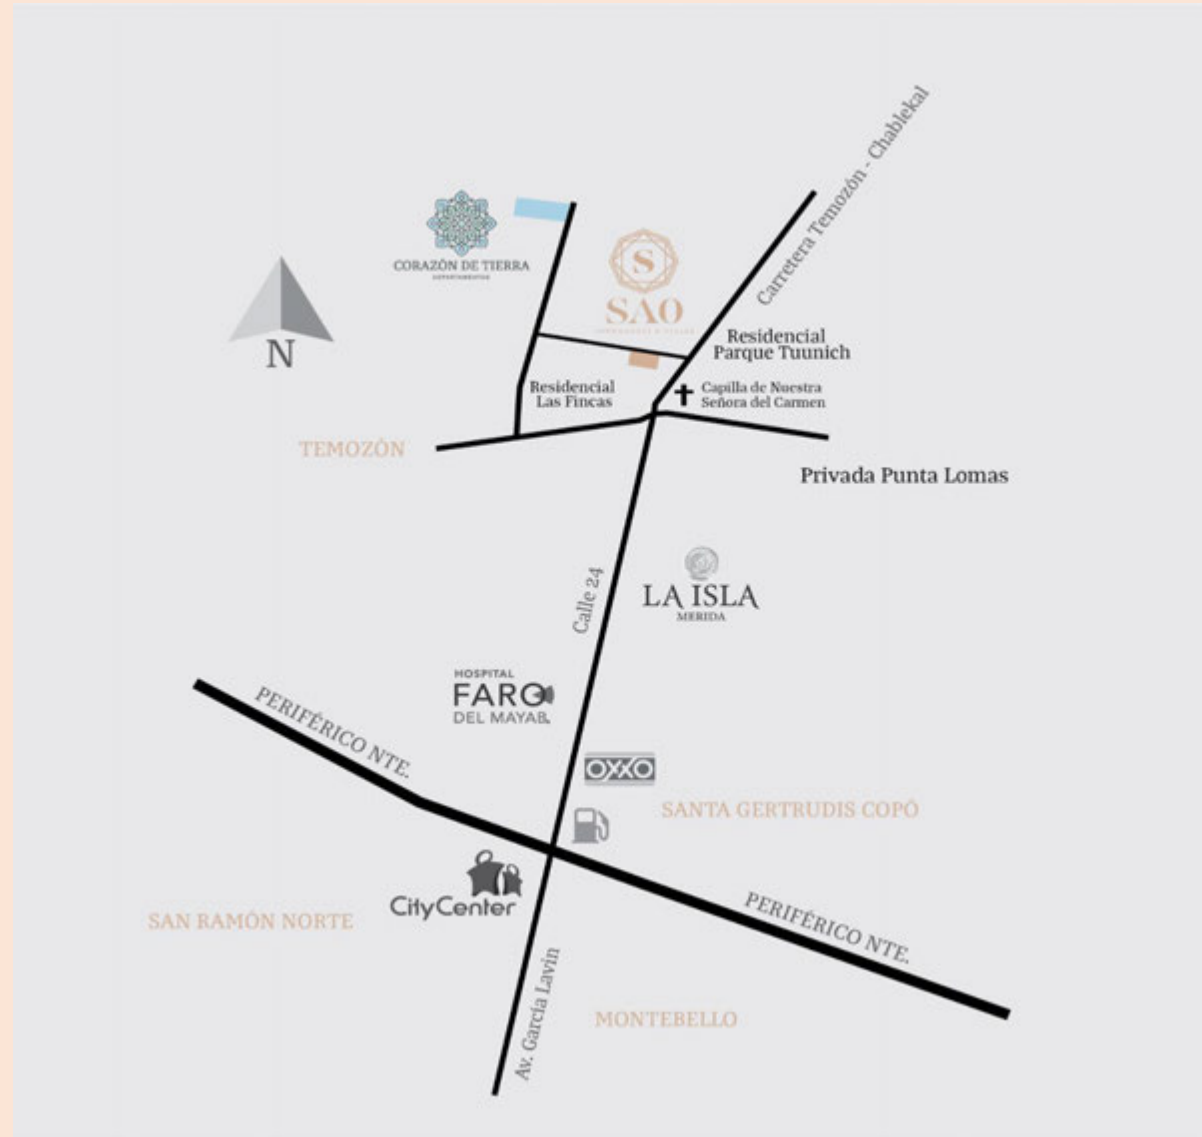 Carretera Temozón - Chablekal
CORAZÓN DE TIERRA
DEPARTAMENTOS
S
SAO
N
Residencial
Parque Tuunich
Residencial
Las Fincas
Capilla de Nuestra
Señora del Carmen
TEMOZÓN
Privada Punta Lomas
Calle 24
LA ISLA
MERIDA
HOSPITAL
FARO
DEL MAYAB
PERIFÉRICO NTE.
OXXO
SANTA GERTRUDIS COPÓ
CityCenter
SAN RAMÓN NORTE
PERIFÉRICO NTE.
Av. García Lavin
MONTEBELLO